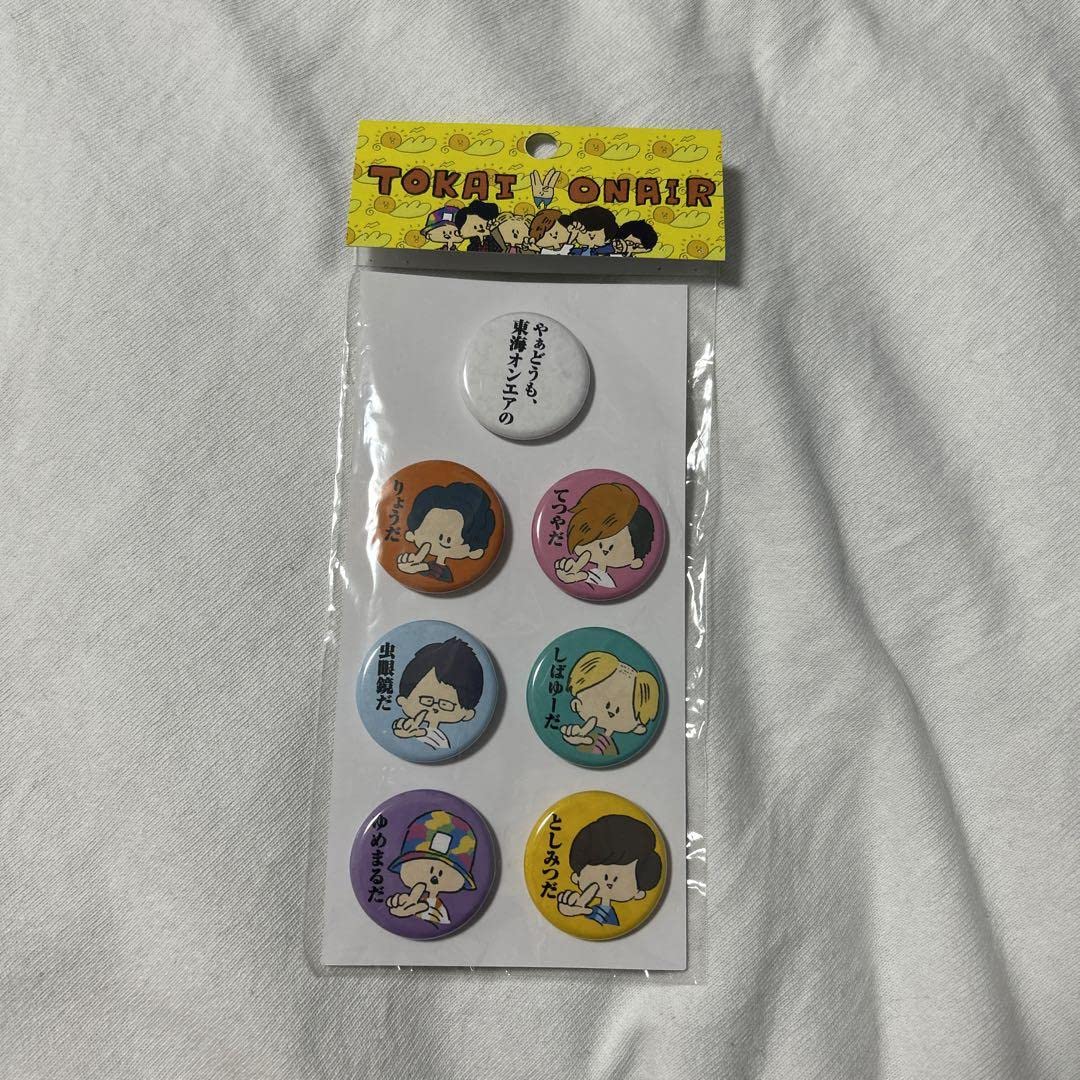 TOKAI ONAIR
やぁどうも、
東海オンエアの
りょうだ
てつやだ
虫眼鏡だ
しばゆーだ
ゆめまるだ
としみつだ